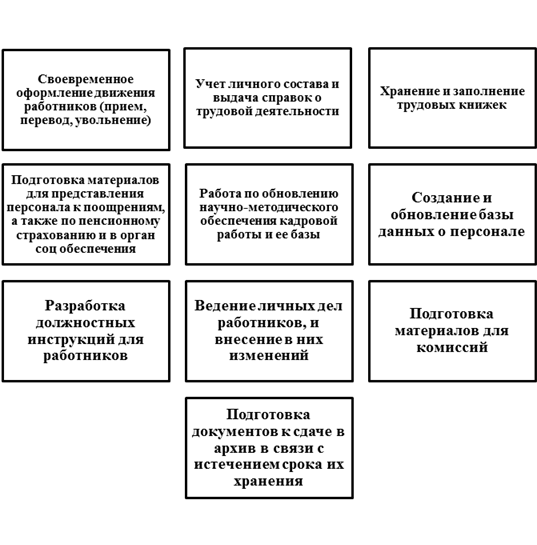 Своевременное
оформление движения
работников (прием,
перевод, увольнение)
Учет личного состава и
выдача справок о
трудовой деятельности
Хранение и заполнение
трудовых книжек
Подготовка материалов
для представления
персонала к поощрениям,
а также по пенсионному
страхованию и в орган
соц обеспечения
Работа по обновлению
научно-методического
обеспечения кадровой
работы и ее базы
Создание и
обновление базы
данных о персонале
Разработка
должностных
инструкций для
работников
Ведение личных дел
работников, и
внесение в них
изменений
Подготовка
материалов для
комиссий
Подготовка
документов к сдаче в
архив в связи с
истечением срока их
хранения